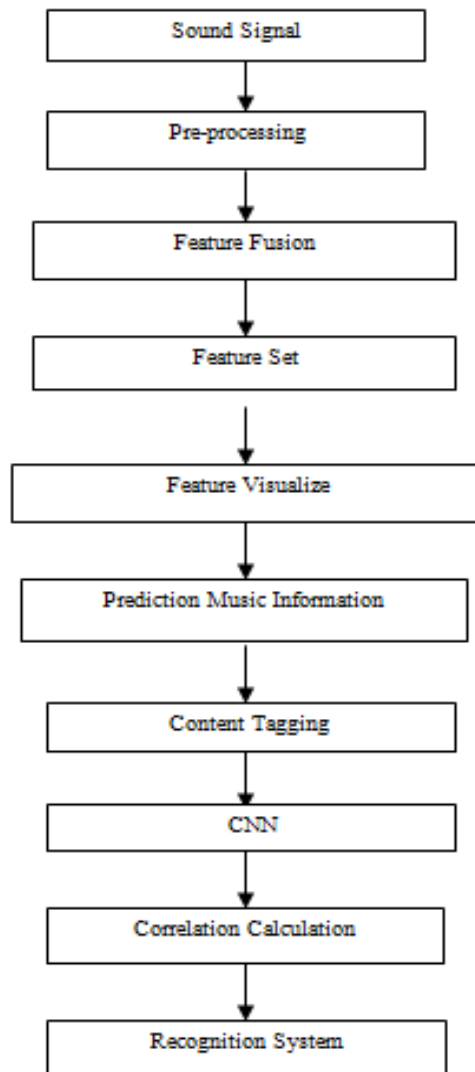 Sound Signal
Pre-processing
Feature Fusion
Feature Set
Feature Visualize
Prediction Music Information
Content Tagging
CNN
Correlation Calculation
Recognition System